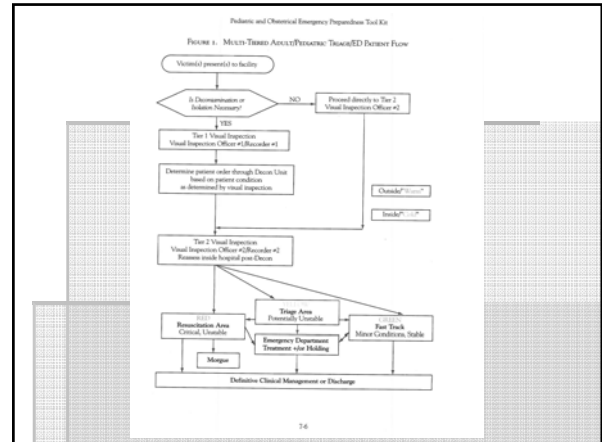 Pediatric and Obstetrical Emergency Preparedness Tool Kit
FIGURE 1. MULTI-TIERED ADULT/PEDIATRIC TRIAGE/ED PATIENT FLOW
Victim(s) present(s) to facility
Is Decontamination or
Isolation Necessary?
NO
Proceed directly to Tier 2
Visual Inspection Officer #2
YES
Tier 1 Visual Inspection
Visual Inspection Officer #1/Recorder #1
Determine patient order through Decon Unit
based on patient condition
as determined by visual inspection
Outside/"Warm"
Inside/"Cold"
Tier 2 Visual Inspection
Visual Inspection Officer #2/Recorder #2
Reassess inside hospital post-Decon
RED
Resuscitation Area
Critical, Unstable
Triage Area
Potentially Unstable
GREEN
Fast Track
Minor Conditions, Stable
Emergency Department
Treatment +/or Holding
Morgue
Definitive Clinical Management or Discharge
7-6